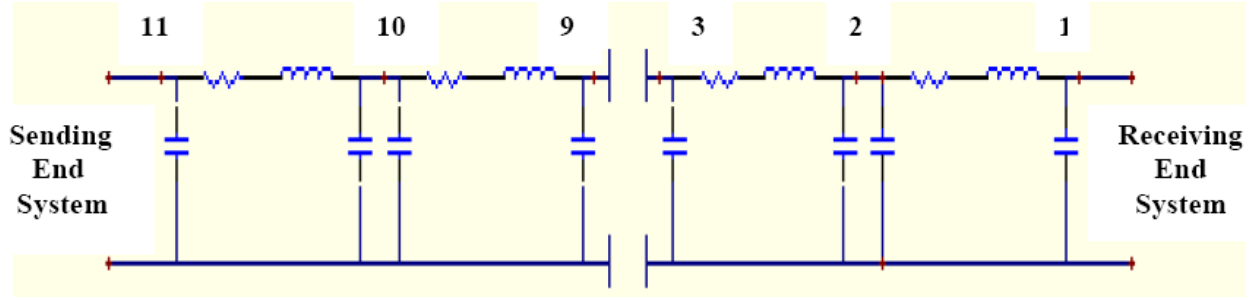 11 10 9 3 2 1
Sending
End
System
Receiving
End
System